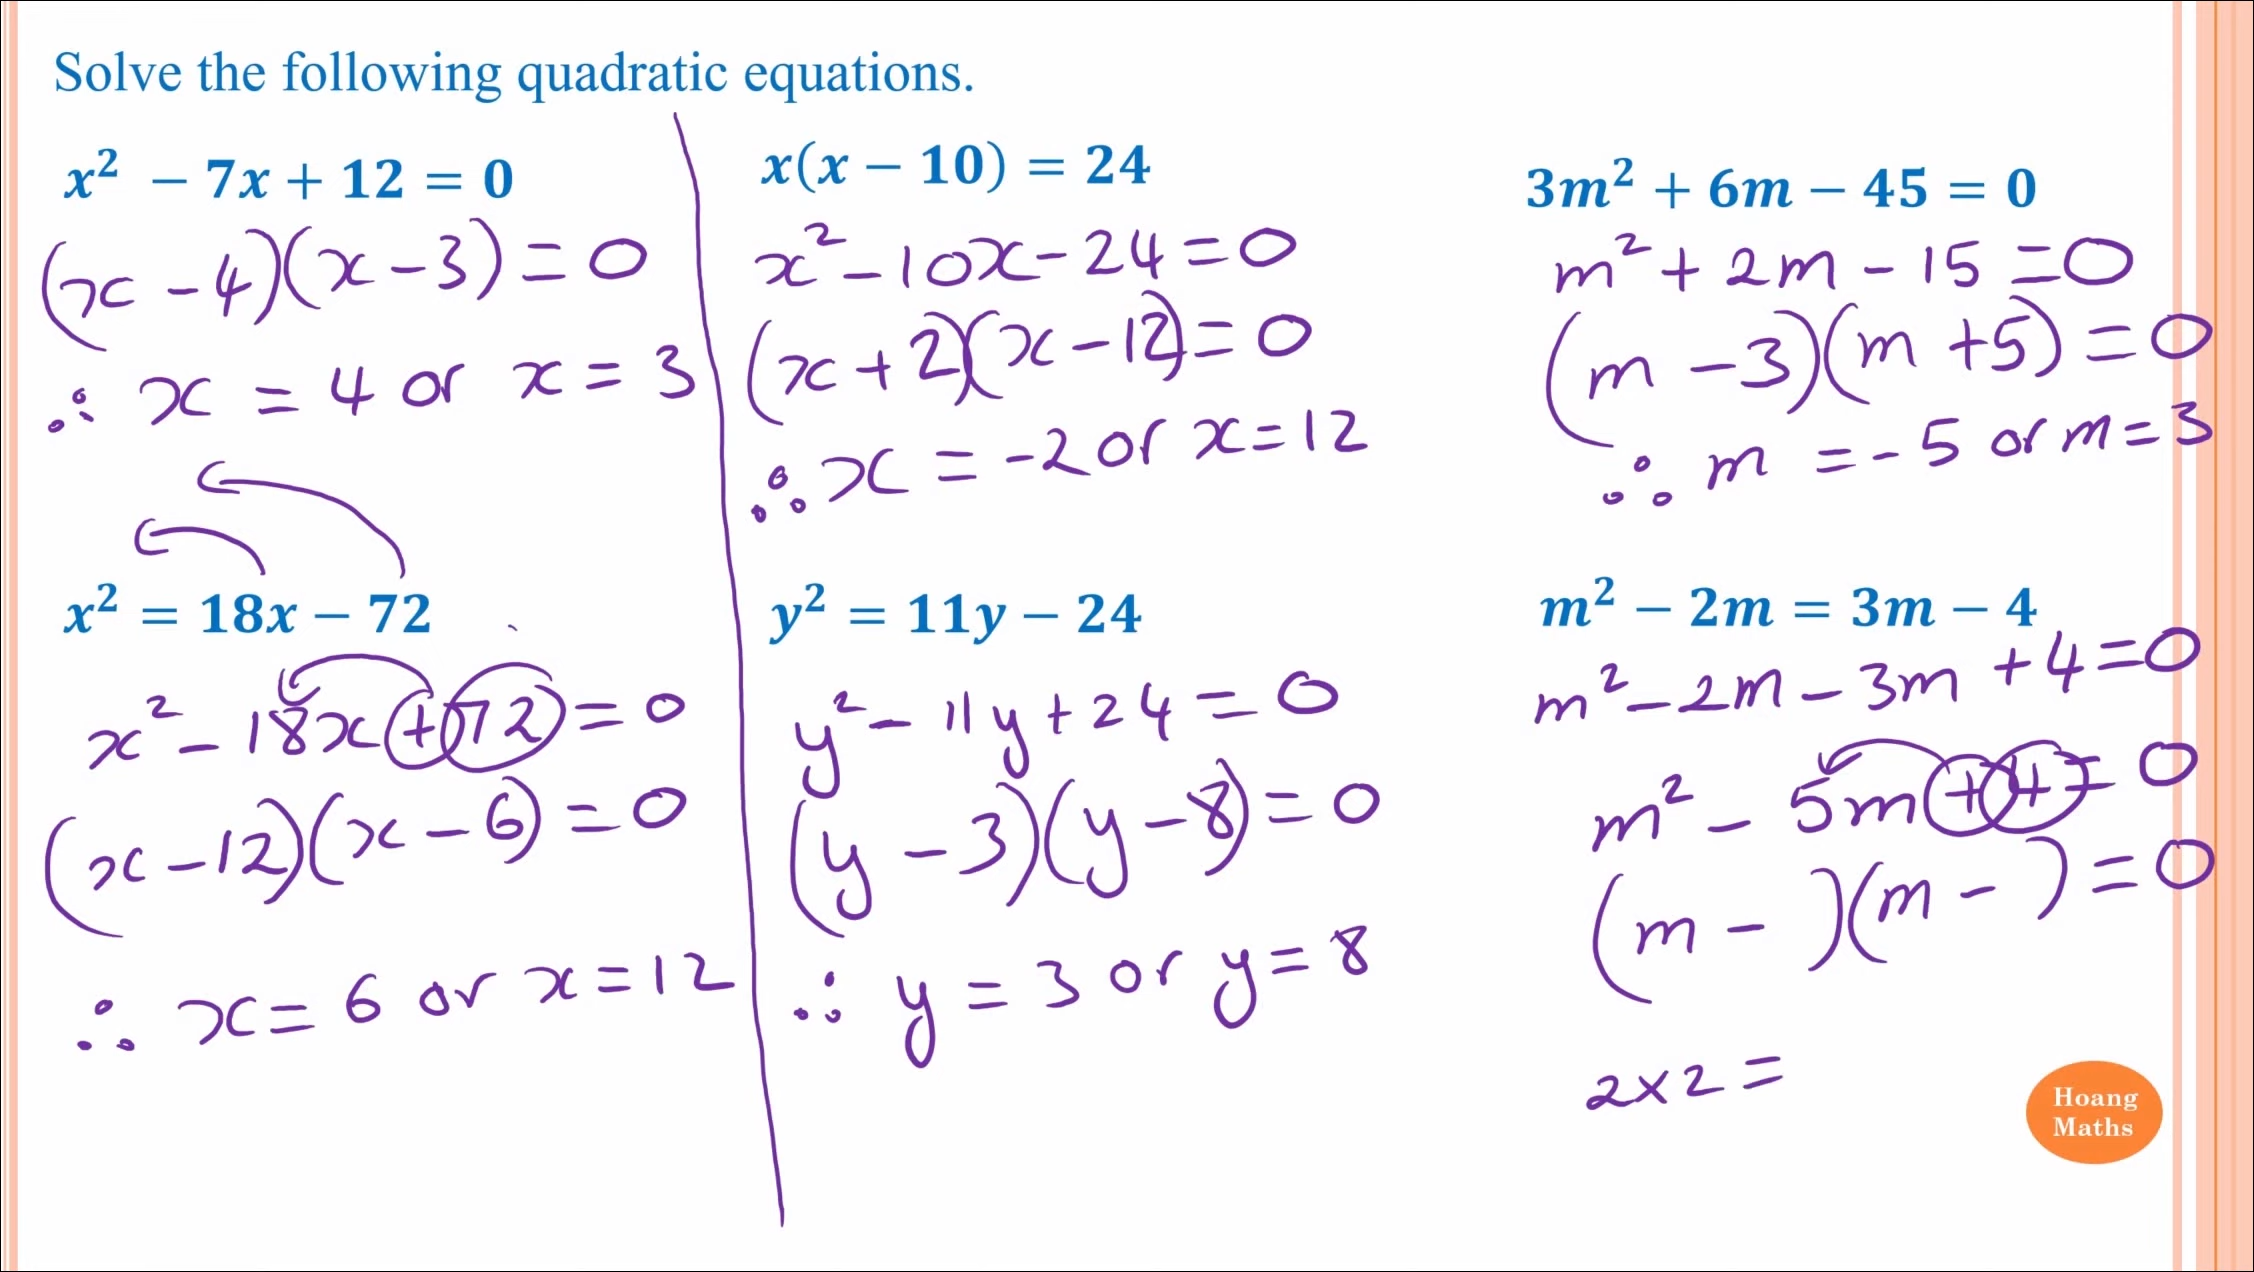 Solve the following quadratic equations.
x² − 7x + 12 = 0
(x − 4)(x − 3) = 0
∴ x = 4 or x = 3
x² = 18x − 72
x² − 18x + 72 = 0
(x − 12)(x − 6) = 0
∴ x = 6 or x = 12
x(x − 10) = 24
x² − 10x − 24 = 0
(x + 2)(x − 12) = 0
∴ x = −2 or x = 12
y² = 11y − 24
y² − 11y + 24 = 0
(y − 3)(y − 8) = 0
∴ y = 3 or y = 8
3m² + 6m − 45 = 0
m² + 2m − 15 = 0
(m − 3)(m + 5) = 0
∴ m = −5 or m = 3
m² − 2m = 3m − 4
m² − 2m − 3m + 4 = 0
m² − 5m + 4 = 0
(m − )(m − ) = 0
2 × 2 =
Hoang
Maths